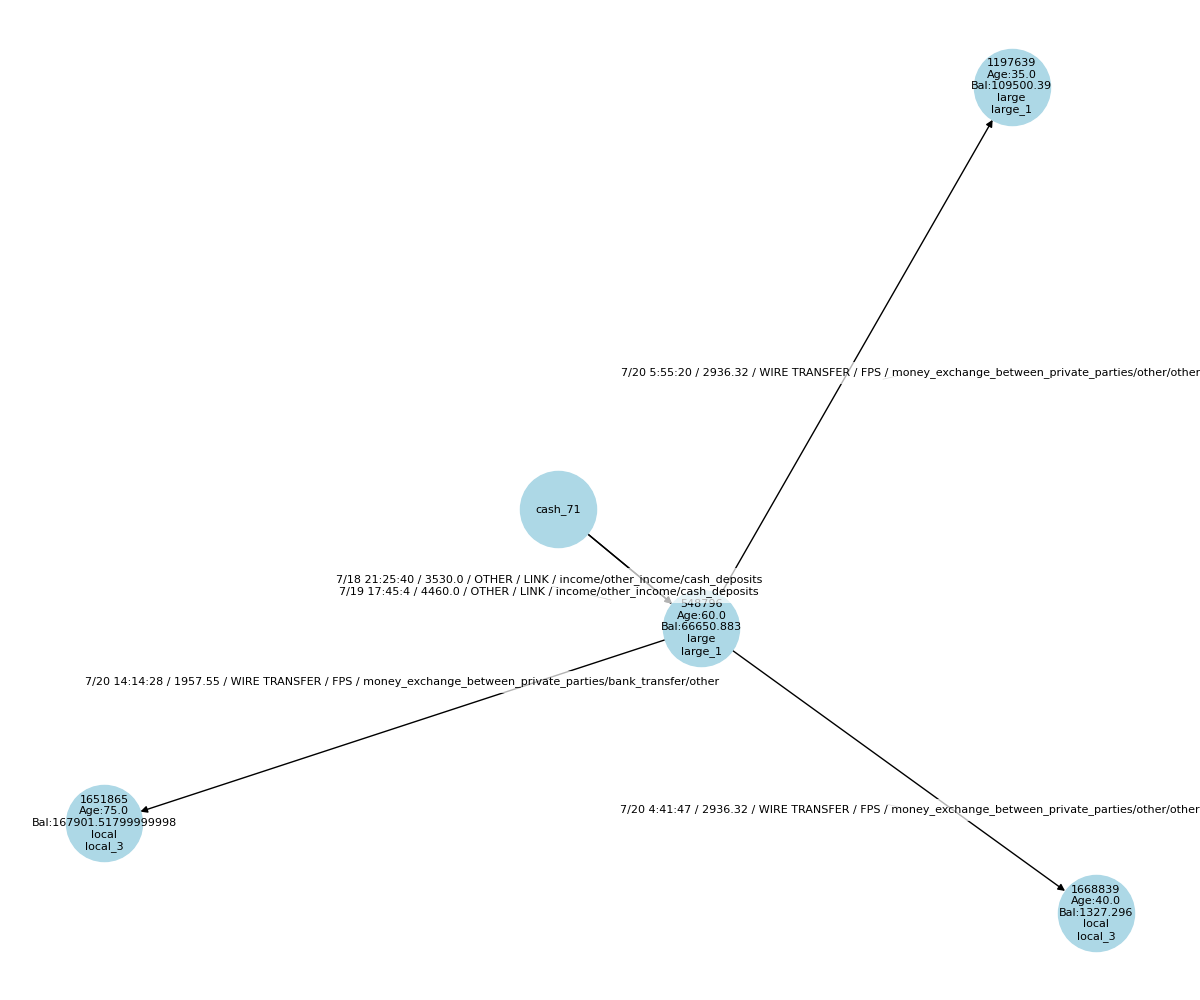 1197639
Age:35.0
Bal:109500.39
large
large_1
7/20 5:55:20 / 2936.32 / WIRE TRANSFER / FPS / money_exchange_between_private_parties/other/other
cash_71
7/18 21:25:40 / 3530.0 / OTHER / LINK / income/other_income/cash_deposits
7/19 17:45:4 / 4460.0 / OTHER / LINK / income/other_income/cash_deposits
548796
Age:60.0
Bal:66650.883
large
large_1
7/20 14:14:28 / 1957.55 / WIRE TRANSFER / FPS / money_exchange_between_private_parties/bank_transfer/other
1651865
Age:75.0
Bal:167901.51799999998
local
local_3
7/20 4:41:47 / 2936.32 / WIRE TRANSFER / FPS / money_exchange_between_private_parties/other/other
1668839
Age:40.0
Bal:1327.296
local
local_3